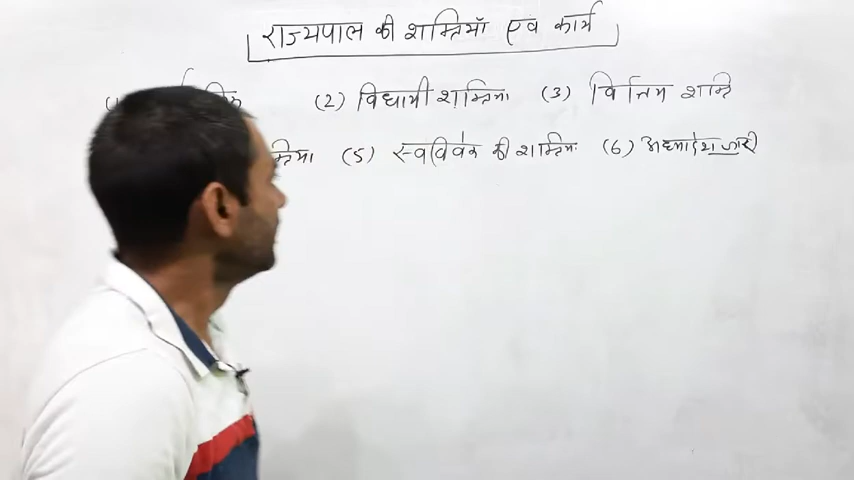 राज्यपाल की शक्तियाँ एवं कार्य
(2) विधायी शक्तिया (3) वित्तिय शक्ति
क्तिया (5) स्वविवेक की शक्तिया (6) अध्यादेश जारी